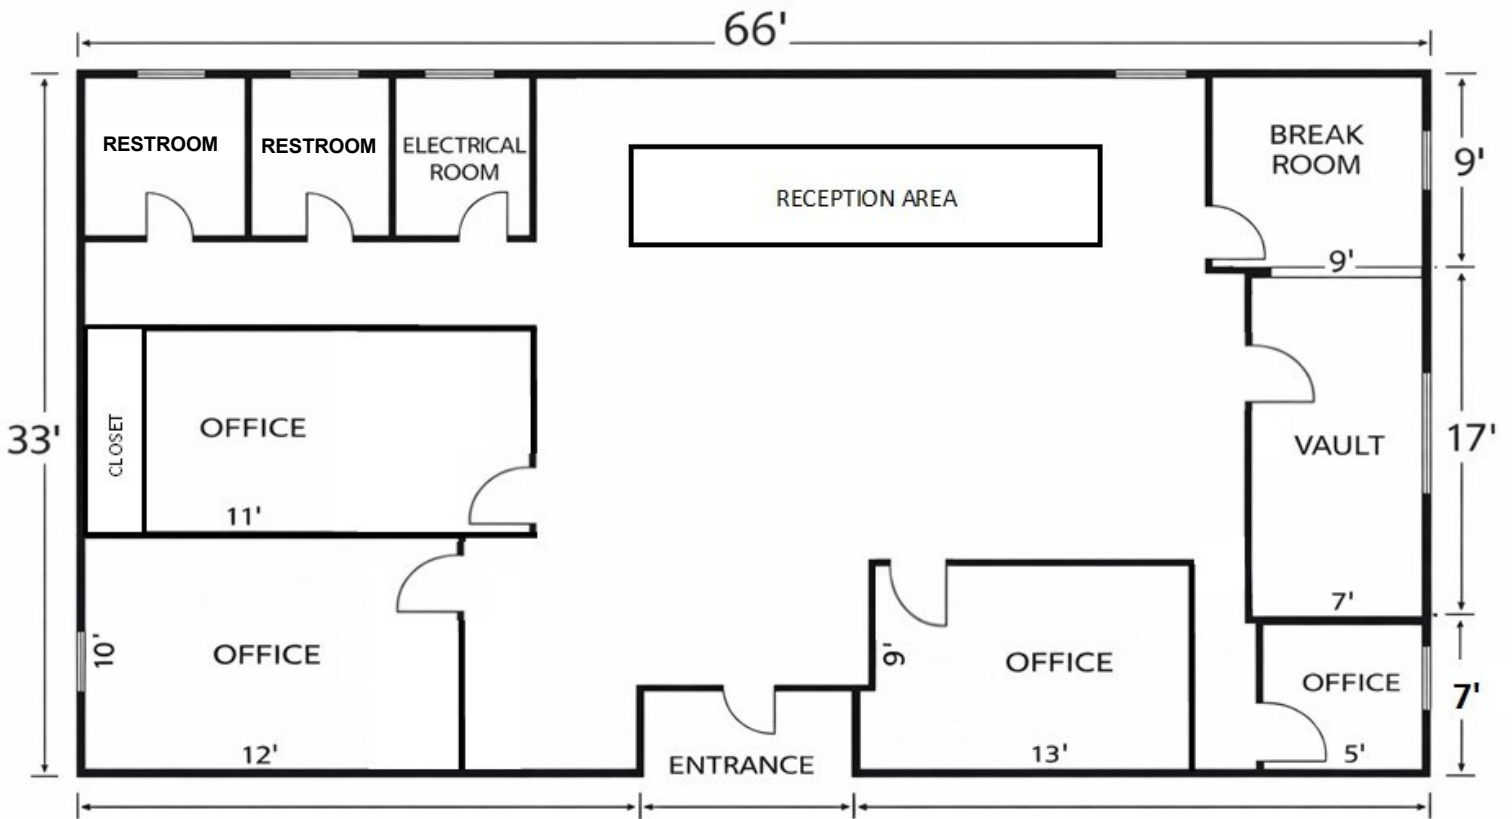 66'
RESTROOM
RESTROOM
ELECTRICAL
ROOM
RECEPTION AREA
BREAK
ROOM
9'
9'
CLOSET
OFFICE
11'
33'
VAULT
17'
7'
10'
OFFICE
12'
ENTRANCE
9'
OFFICE
13'
OFFICE
5'
7'